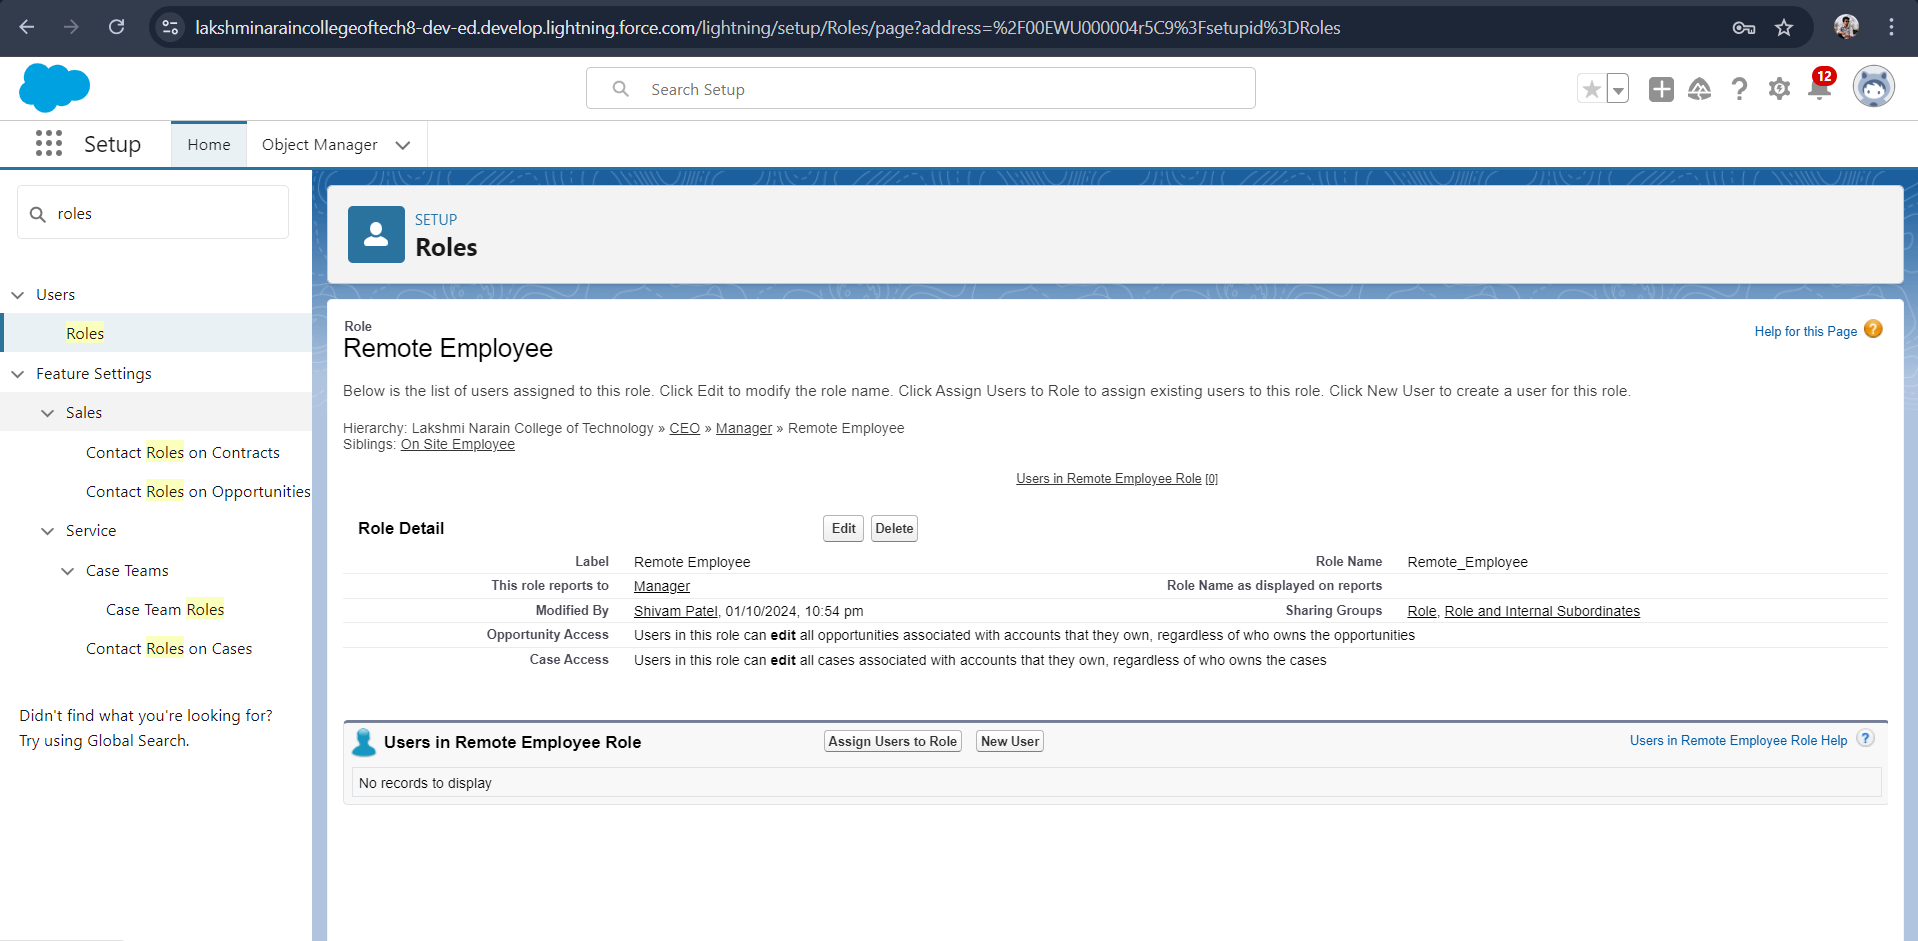 lakshminaraincollegeoftech8-dev-ed.develop.lightning.force.com/lightning/setup/Roles/page?address=%2F00EWU000004r5C9%3Fsetupid%3DRoles
Search Setup
12
Setup
Home
Object Manager
roles
Users
Roles
Feature Settings
Sales
Contact Roles on Contracts
Contact Roles on Opportunities
Service
Case Teams
Case Team Roles
Contact Roles on Cases
Didn't find what you're looking for?
Try using Global Search.
SETUP
Roles
Role
Remote Employee
Help for this Page ?
Below is the list of users assigned to this role. Click Edit to modify the role name. Click Assign Users to Role to assign existing users to this role. Click New User to create a user for this role.
Hierarchy: Lakshmi Narain College of Technology » CEO » Manager » Remote Employee
Siblings: On Site Employee
Users in Remote Employee Role [0]
Role Detail Edit Delete
Label Remote Employee Role Name Remote_Employee
This role reports to Manager Role Name as displayed on reports
Modified By Shivam Patel, 01/10/2024, 10:54 pm Sharing Groups Role, Role and Internal Subordinates
Opportunity Access Users in this role can edit all opportunities associated with accounts that they own, regardless of who owns the opportunities
Case Access Users in this role can edit all cases associated with accounts that they own, regardless of who owns the cases
Users in Remote Employee Role Assign Users to Role New User Users in Remote Employee Role Help ?
No records to display